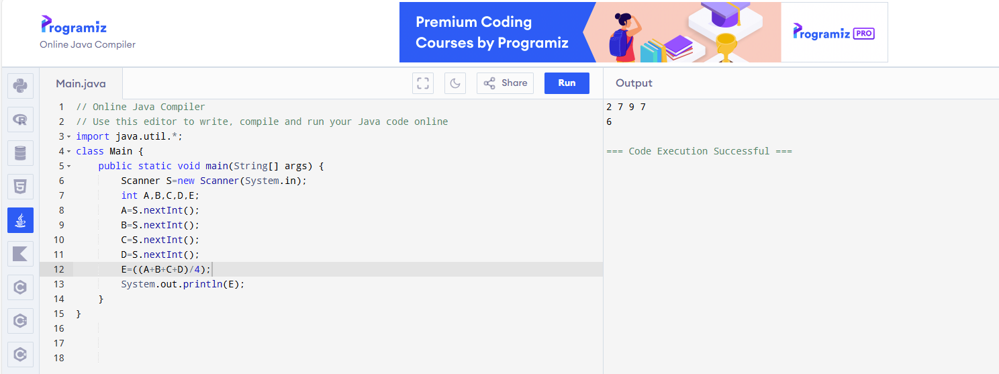 Programiz
Online Java Compiler
Premium Coding
Courses by Programiz
Programiz PRO
Main.java
Share
Run
Output
1 // Online Java Compiler
2 // Use this editor to write, compile and run your Java code online
3 import java.util.*;
4 class Main {
5 public static void main(String[] args) {
6 Scanner S=new Scanner(System.in);
7 int A,B,C,D,E;
8 A=S.nextInt();
9 B=S.nextInt();
10 C=S.nextInt();
11 D=S.nextInt();
12 E=((A+B+C+D)/4);
13 System.out.println(E);
14 }
15 }
16
17
18
2 7 9 7
6
=== Code Execution Successful ===